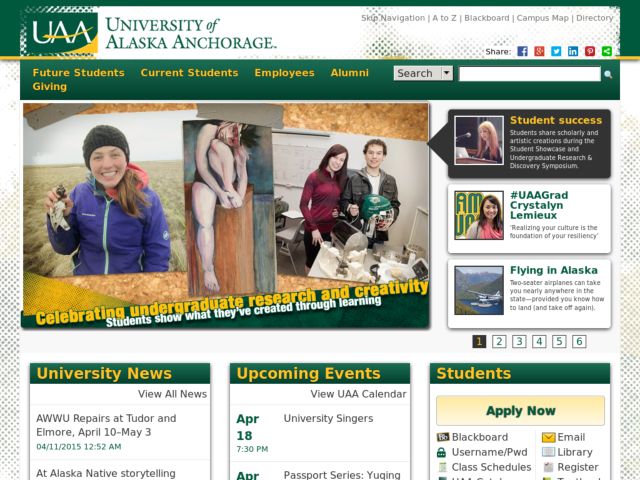 Skip Navigation | A to Z | Blackboard | Campus Map | Directory
UAA
UNIVERSITY of
ALASKA ANCHORAGE
Share:
Future Students Current Students Employees Alumni
Giving
Search
Student success
Students share scholarly and
artistic creations during the
Student Showcase and
Undergraduate Research &
Discovery Symposium.
#UAAGrad
Crystalyn
Lemieux
'Realizing your culture is the
foundation of your resiliency'
Flying in Alaska
Two-seater airplanes can
take you nearly anywhere in the
state—provided you know how
to land (and take off again).
Celebrating undergraduate research and creativity
Students show what they've created through learning
1 2 3 4 5 6
University News
View All News
AWWU Repairs at Tudor and
Elmore, April 10–May 3
04/11/2015 12:52 AM
At Alaska Native storytelling
Upcoming Events
View UAA Calendar
Apr
18
7:30 PM
University Singers
Apr
Passport Series: Yuqing
Students
Apply Now
Blackboard
Email
Username/Pwd
Library
Class Schedules
Register